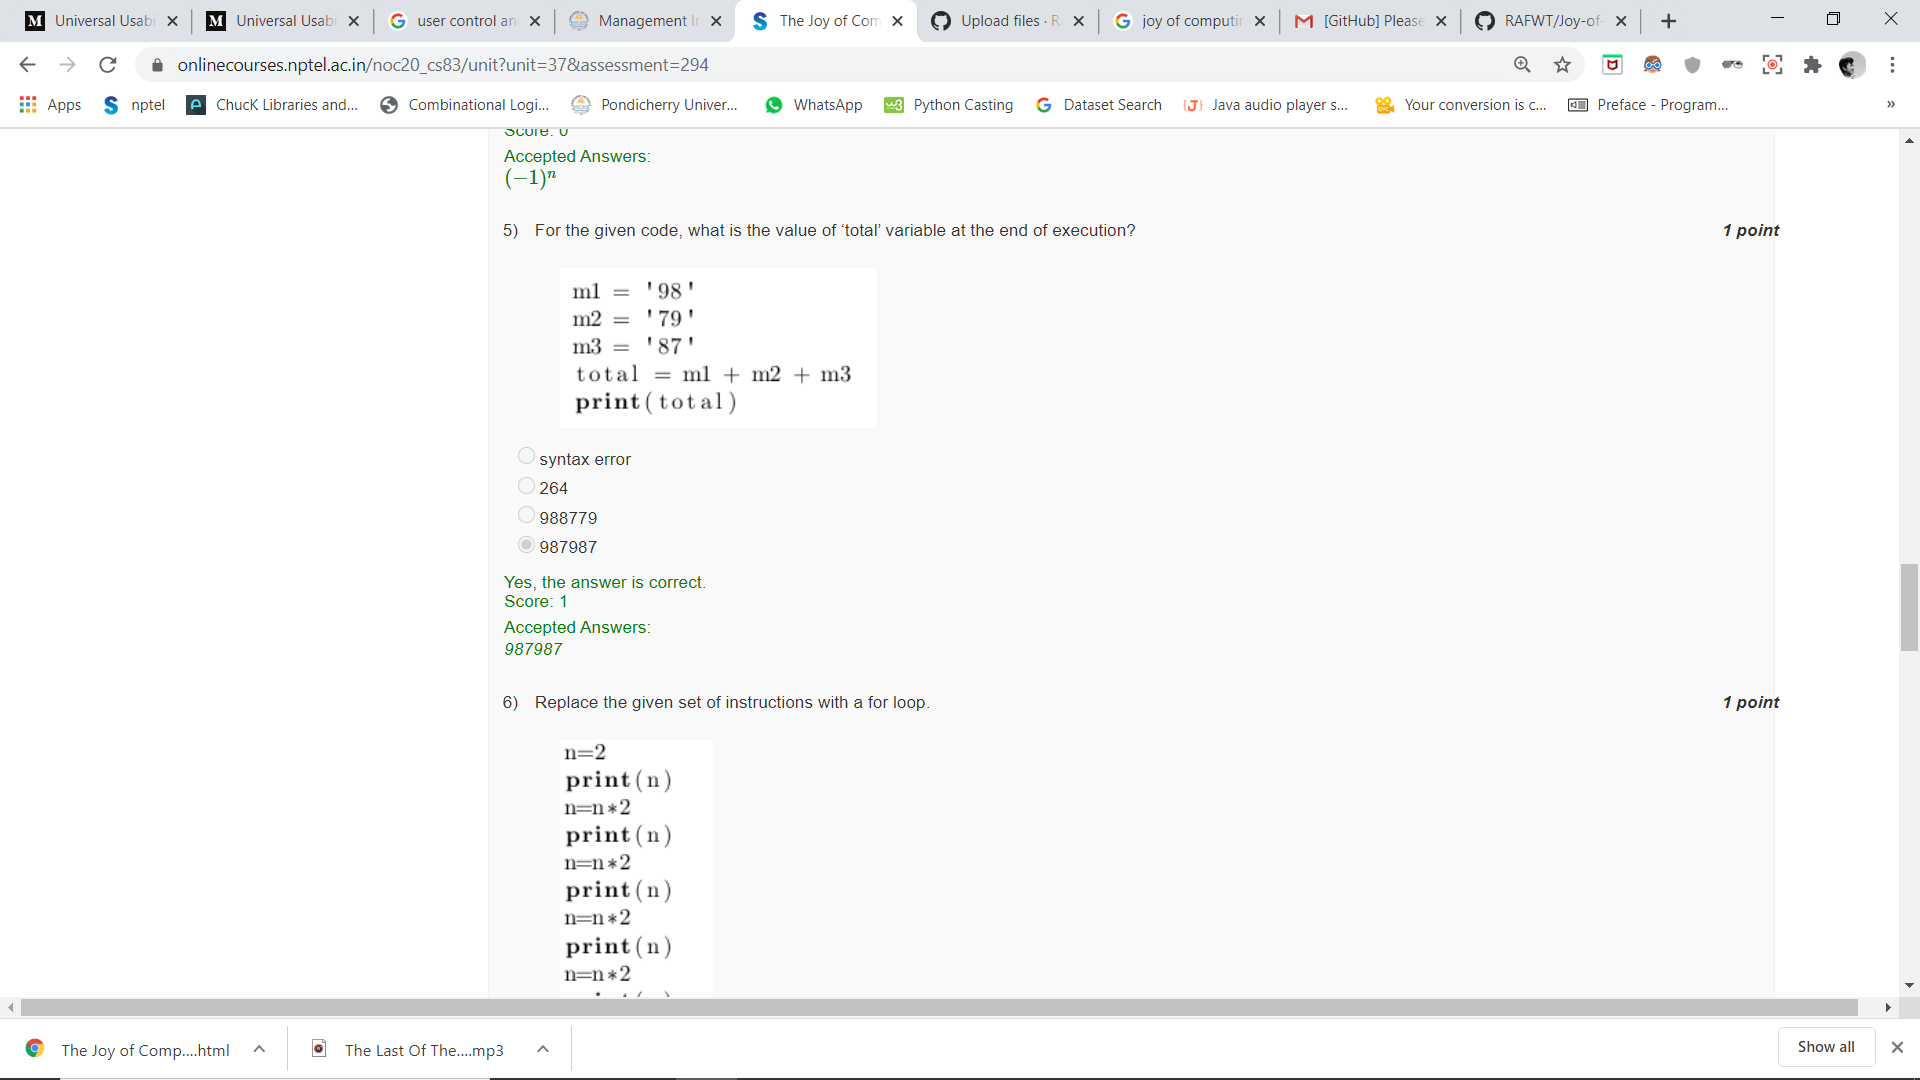 Universal Usabi
Universal Usabi
user control an
Management In
The Joy of Com
Upload files · R
joy of computin
[GitHub] Please
RAFWT/Joy-of-
onlinecourses.nptel.ac.in/noc20_cs83/unit?unit=37&assessment=294
Apps
nptel
ChucK Libraries and...
Combinational Logi...
Pondicherry Univer...
WhatsApp
Python Casting
Dataset Search
Java audio player s...
Your conversion is c...
Preface - Program...
»
Score: 0
Accepted Answers:
(−1)ⁿ
5) For the given code, what is the value of ‘total’ variable at the end of execution?
1 point
m1 = '98'
m2 = '79'
m3 = '87'
total = m1 + m2 + m3
print(total)
syntax error
264
988779
987987
Yes, the answer is correct.
Score: 1
Accepted Answers:
987987
6) Replace the given set of instructions with a for loop.
1 point
n=2
print(n)
n=n*2
print(n)
n=n*2
print(n)
n=n*2
print(n)
n=n*2
The Joy of Comp....html
The Last Of The....mp3
Show all